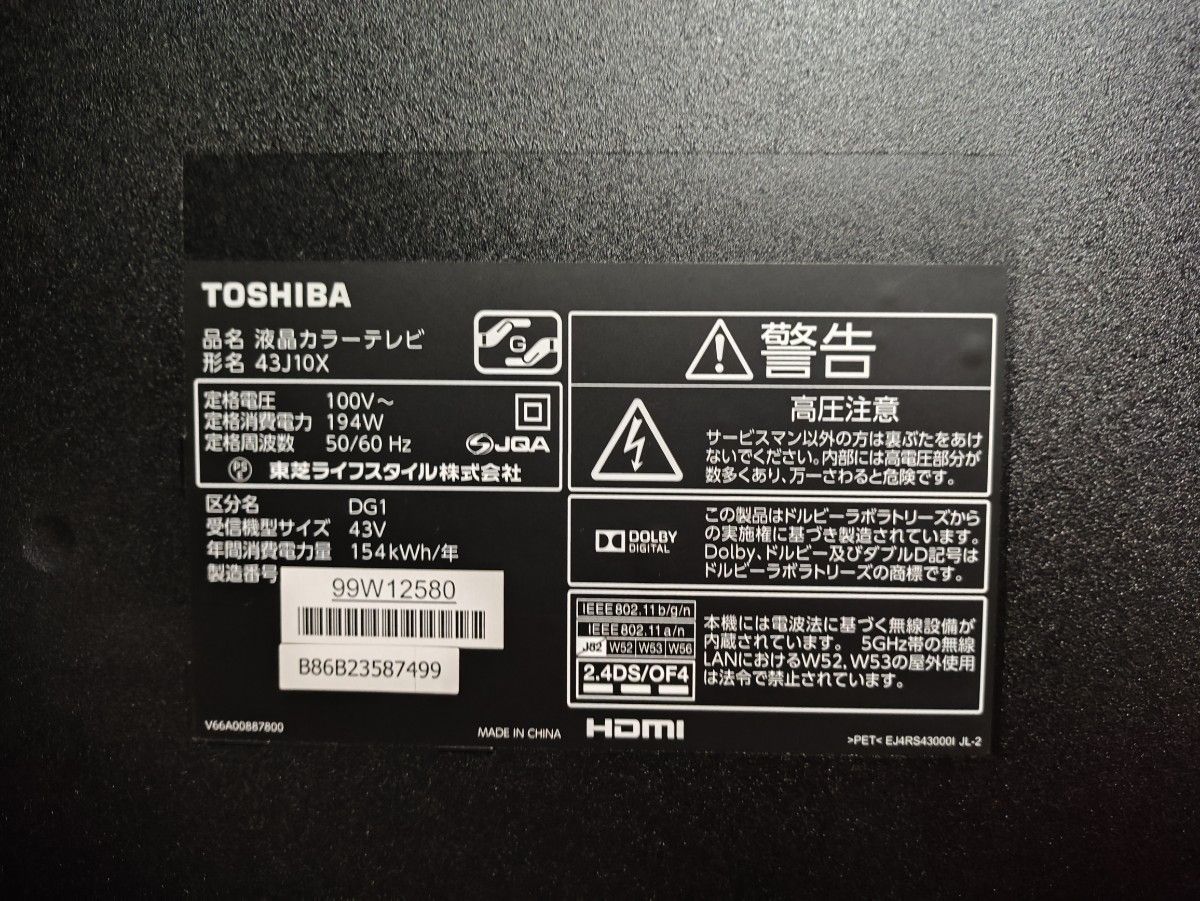 TOSHIBA
品名 液晶カラーテレビ
形名 43J10X
G
定格電圧 100V～
定格消費電力 194W
定格周波数 50/60 Hz
JQA
PS E 東芝ライフスタイル株式会社
区分名 DG1
受信機型サイズ 43V
年間消費電力量 154kWh/年
製造番号
99W12580
B86B23587499
V66A00887800
MADE IN CHINA
警告
高圧注意
サービスマン以外の方は裏ぶたをあけ
ないでください。内部には高電圧部分が
数多くあり、万一さわると危険です。
DOLBY
DIGITAL
この製品はドルビーラボラトリーズから
の実施権に基づき製造されています。
Dolby、ドルビー及びダブルD記号は
ドルビーラボラトリーズの商標です。
IEEE802.11b/g/n
IEEE802.11a/n
J52 W52 W53 W56
2.4DS/OF4
本機には電波法に基づく無線設備が
内蔵されています。 5GHz帯の無線
LANにおけるW52、W53の屋外使用
は法令で禁止されています。
HDMI
>PET< EJ4RS43000I JL-2